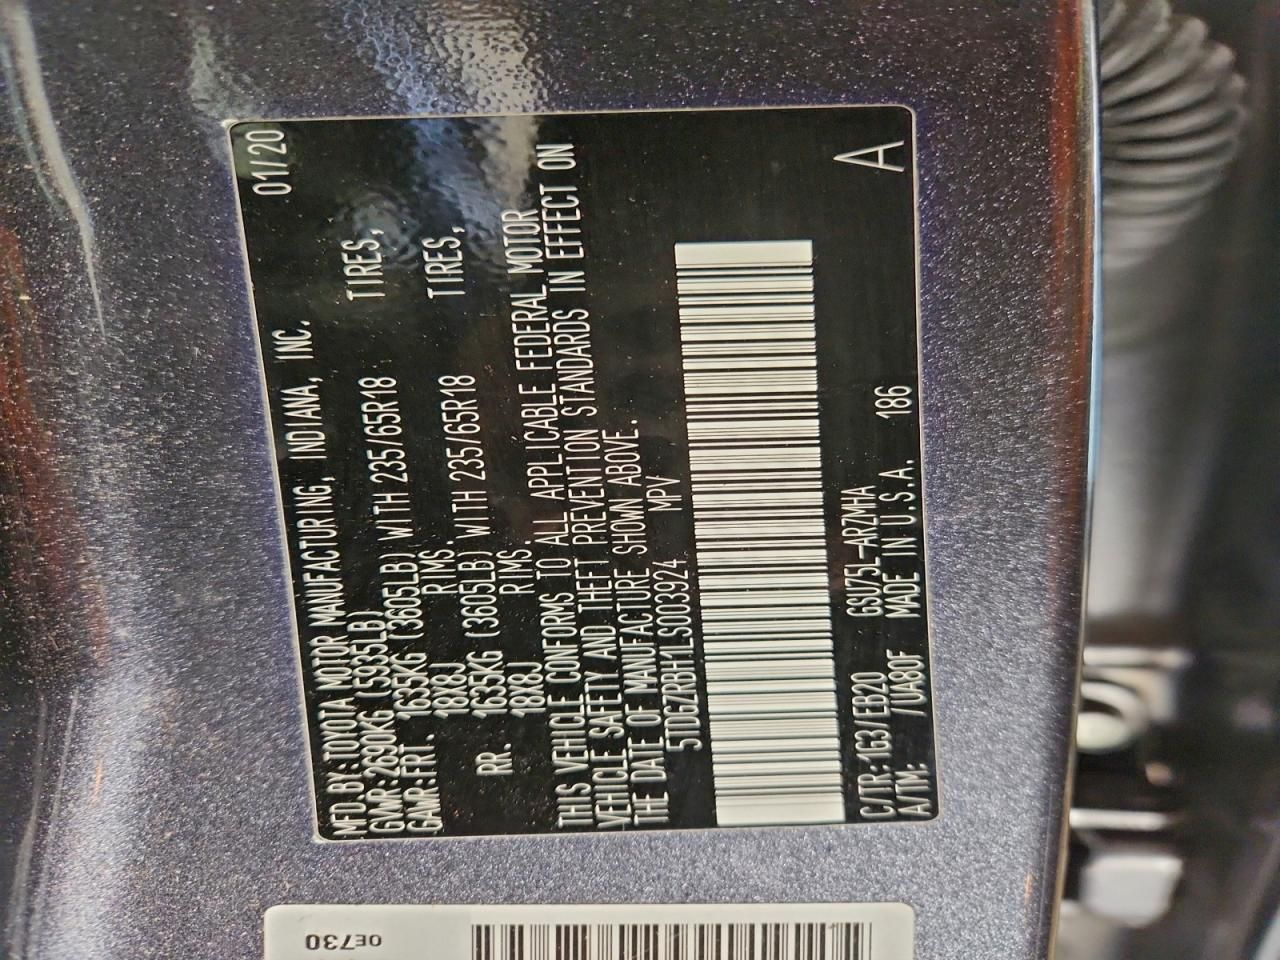 MFD.BY:TOYOTA MOTOR MANUFACTURING, INDIANA, INC. 01/20
GVWR:2690KG (5935LB)
GAWR:FRT. 1635KG (3605LB) WITH 235/65R18 TIRES,
18X8J RIMS,
RR. 1635KG (3605LB) WITH 235/65R18 TIRES,
18X8J RIMS.
THIS VEHICLE CONFORMS TO ALL APPLICABLE FEDERAL MOTOR
VEHICLE SAFETY AND THEFT PREVENTION STANDARDS IN EFFECT ON
THE DATE OF MANUFACTURE SHOWN ABOVE.
5TDGZRBH1LS003924 MPV
C/TR:1G3/EB20 GSU75L-ARZMHA A
A/TM: /UA80F MADE IN U.S.A. 186
OE730